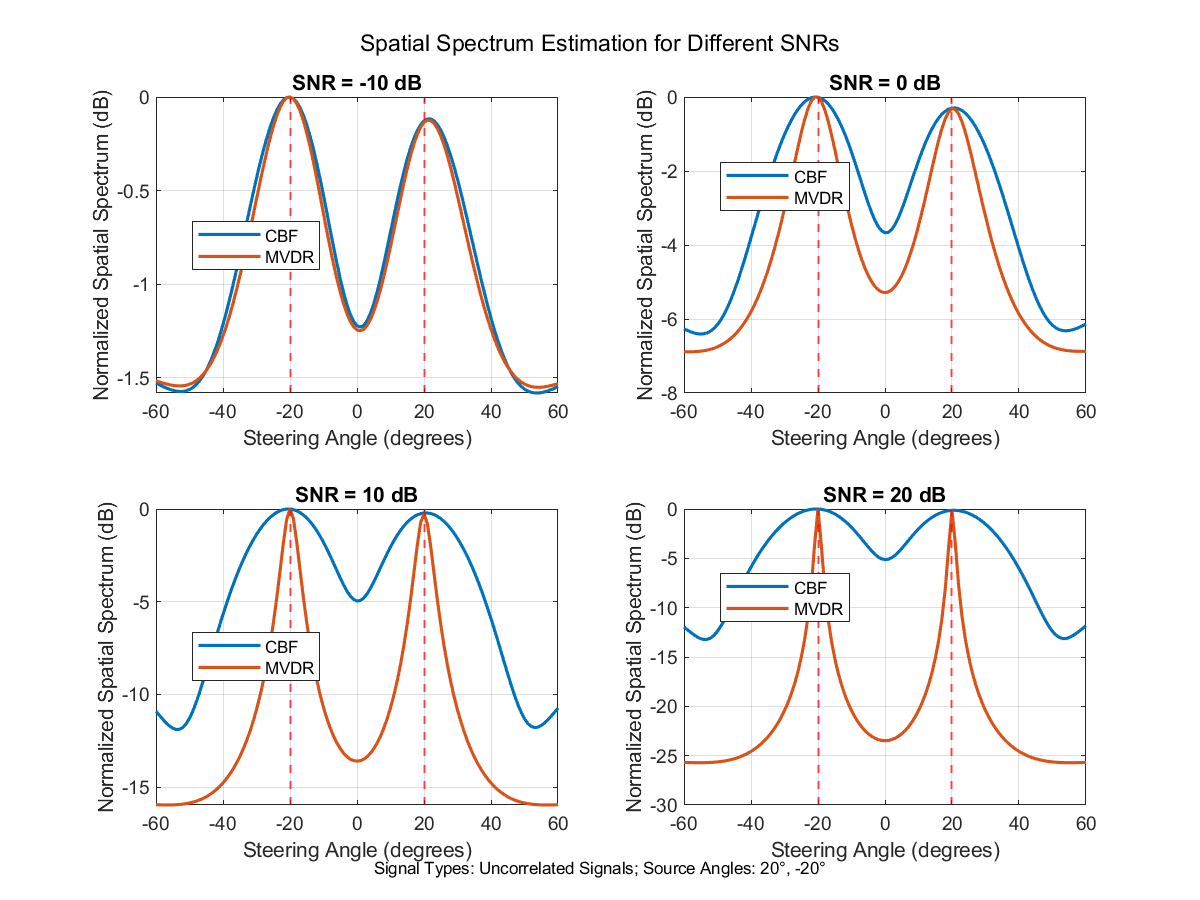 Spatial Spectrum Estimation for Different SNRs
SNR = -10 dB
Normalized Spatial Spectrum (dB)
0
-0.5
-1
-1.5
CBF
MVDR
-60 -40 -20 0 20 40 60
Steering Angle (degrees)
SNR = 0 dB
Normalized Spatial Spectrum (dB)
0
-2
-4
-6
-8
CBF
MVDR
-60 -40 -20 0 20 40 60
Steering Angle (degrees)
SNR = 10 dB
Normalized Spatial Spectrum (dB)
0
-5
-10
-15
CBF
MVDR
-60 -40 -20 0 20 40 60
Steering Angle (degrees)
SNR = 20 dB
Normalized Spatial Spectrum (dB)
0
-5
-10
-15
-20
-25
-30
CBF
MVDR
-60 -40 -20 0 20 40 60
Steering Angle (degrees)
Signal Types: Uncorrelated Signals; Source Angles: 20°, -20°